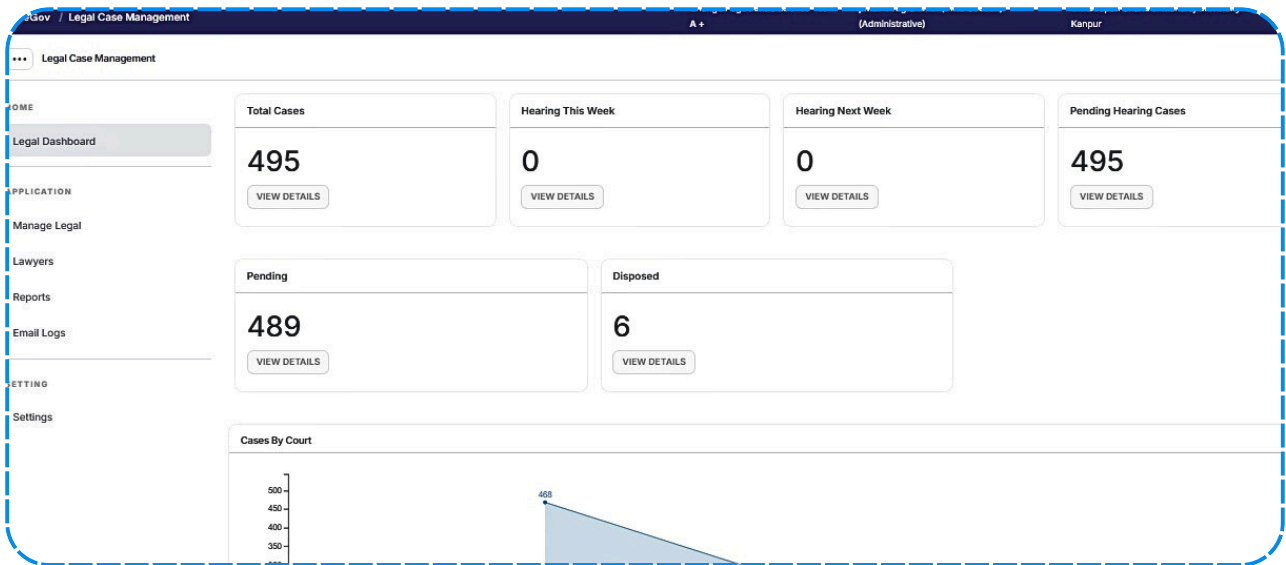 Gov / Legal Case Management
A +
(Administrative)
Kanpur
Legal Case Management
HOME
Legal Dashboard
APPLICATION
Manage Legal
Lawyers
Reports
Email Logs
SETTING
Settings
Total Cases
495
VIEW DETAILS
Hearing This Week
0
VIEW DETAILS
Hearing Next Week
0
VIEW DETAILS
Pending Hearing Cases
495
VIEW DETAILS
Pending
489
VIEW DETAILS
Disposed
6
VIEW DETAILS
Cases By Court
500
450
400
350
468